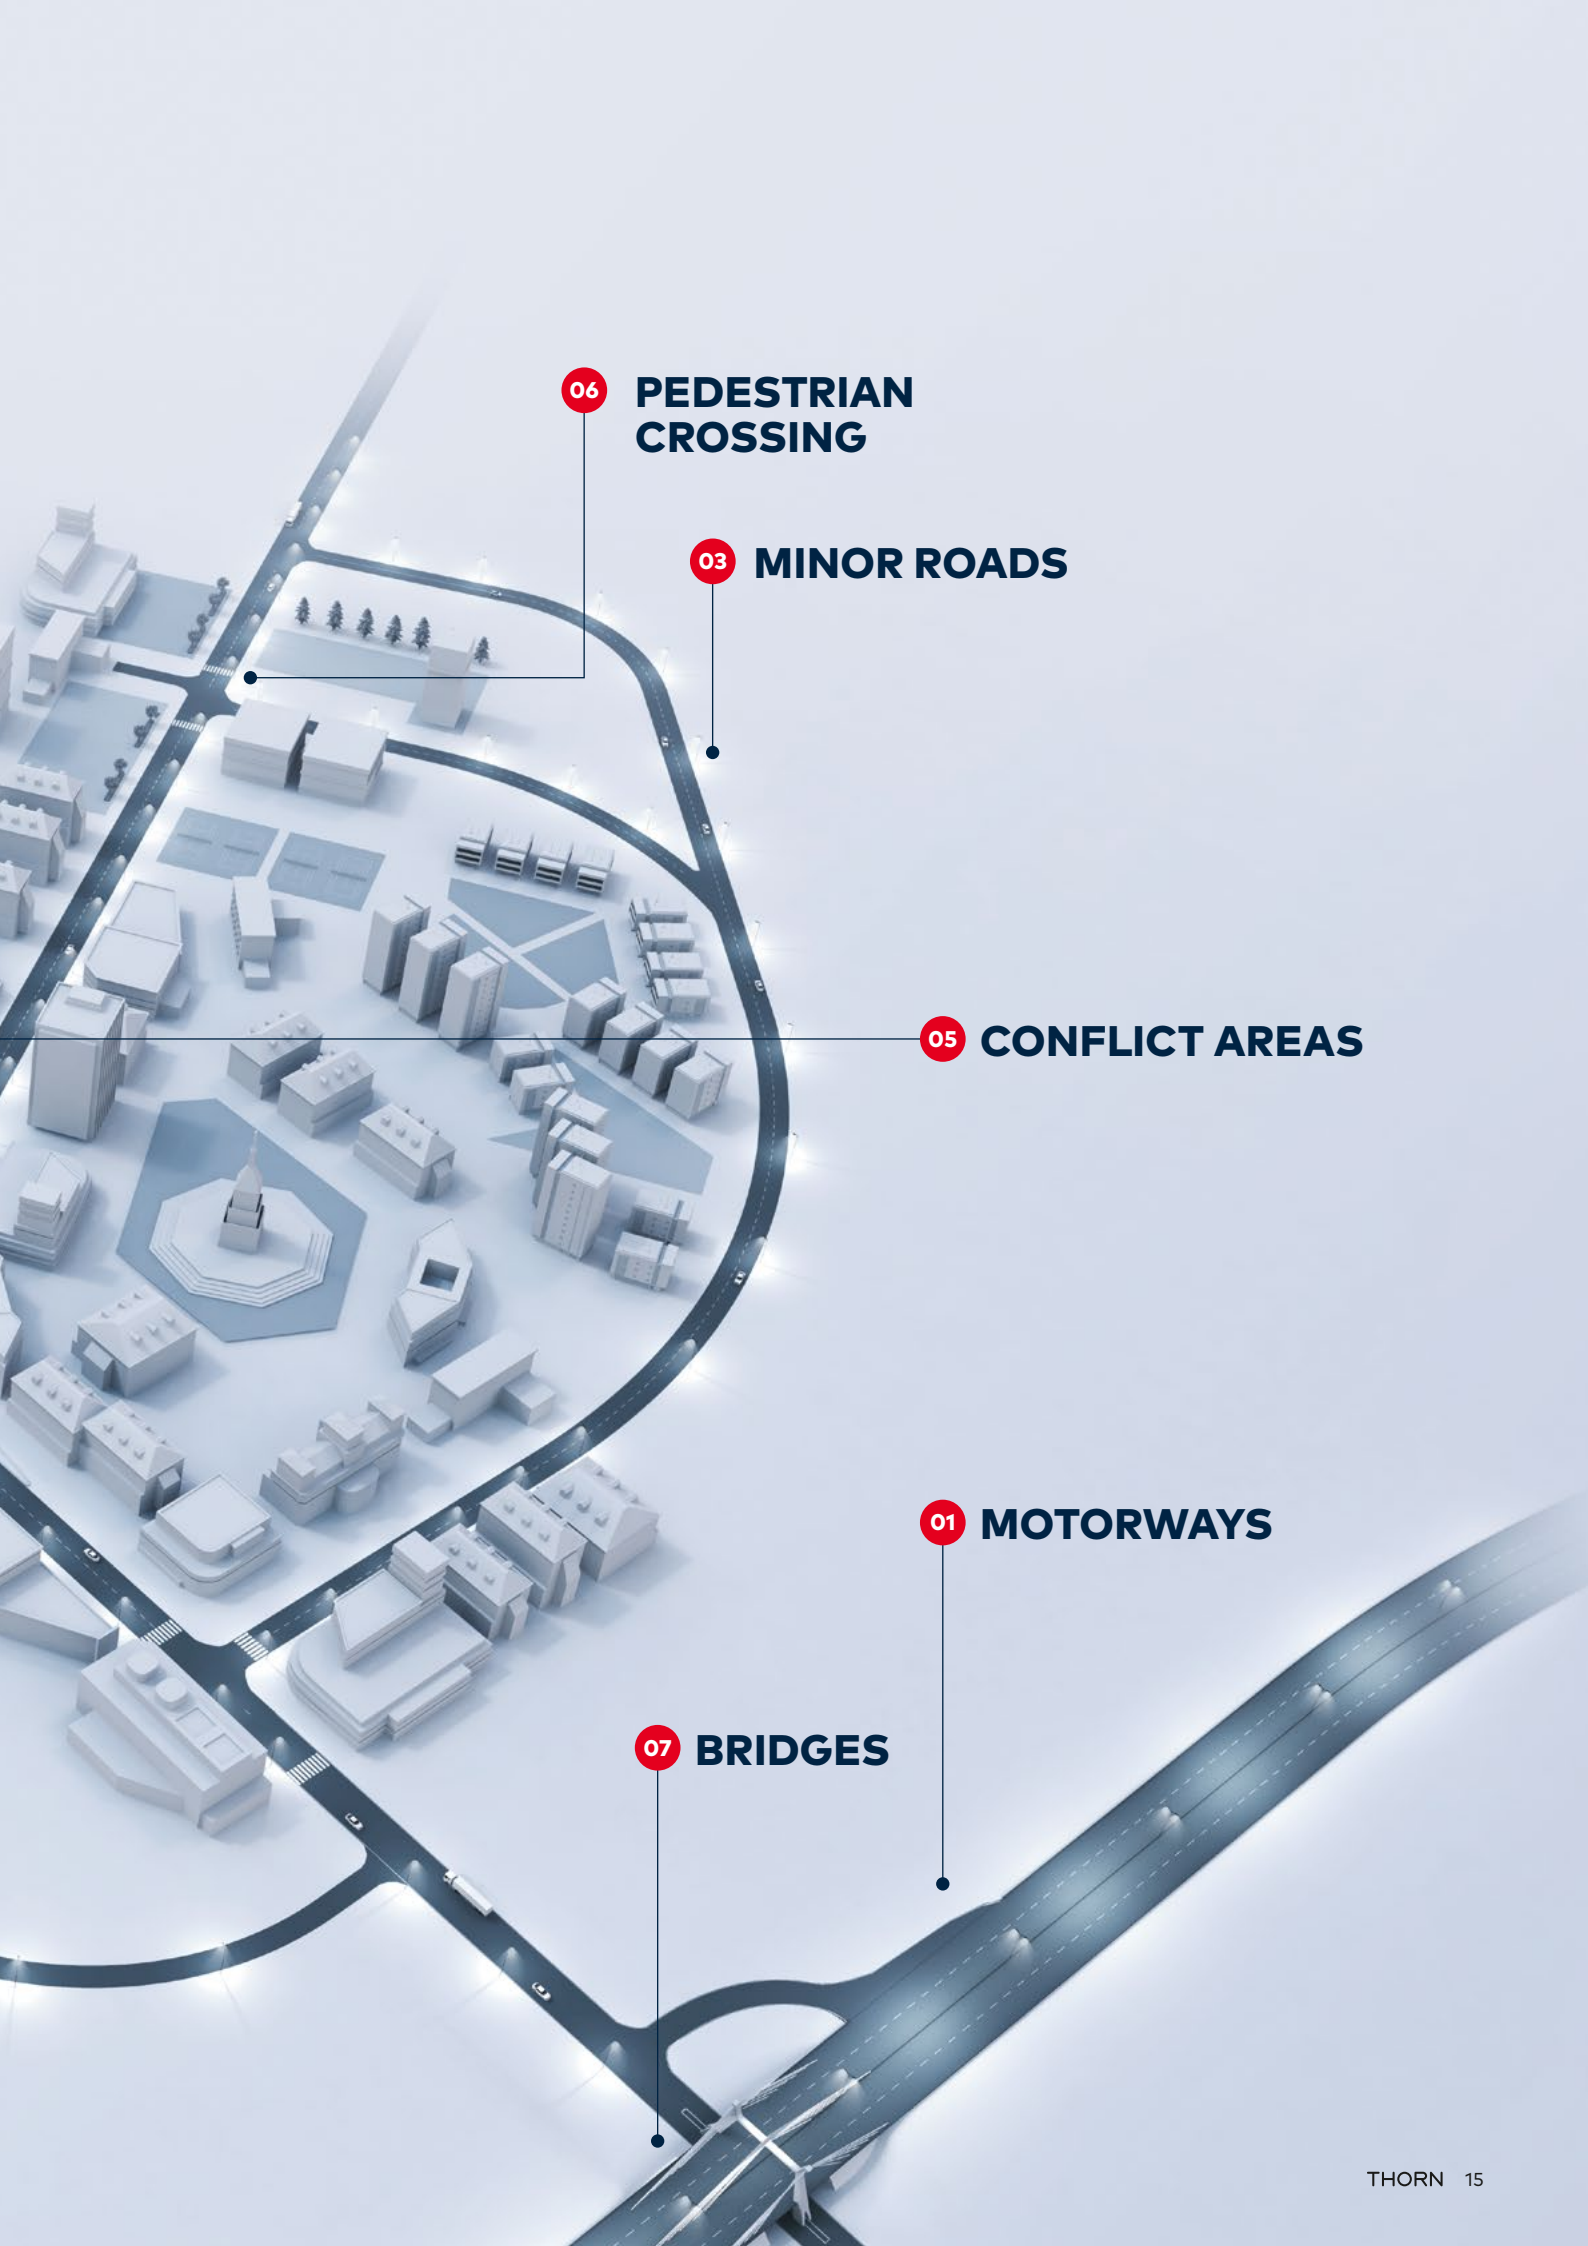 06 PEDESTRIAN
CROSSING
03 MINOR ROADS
05 CONFLICT AREAS
01 MOTORWAYS
07 BRIDGES
THORN 15